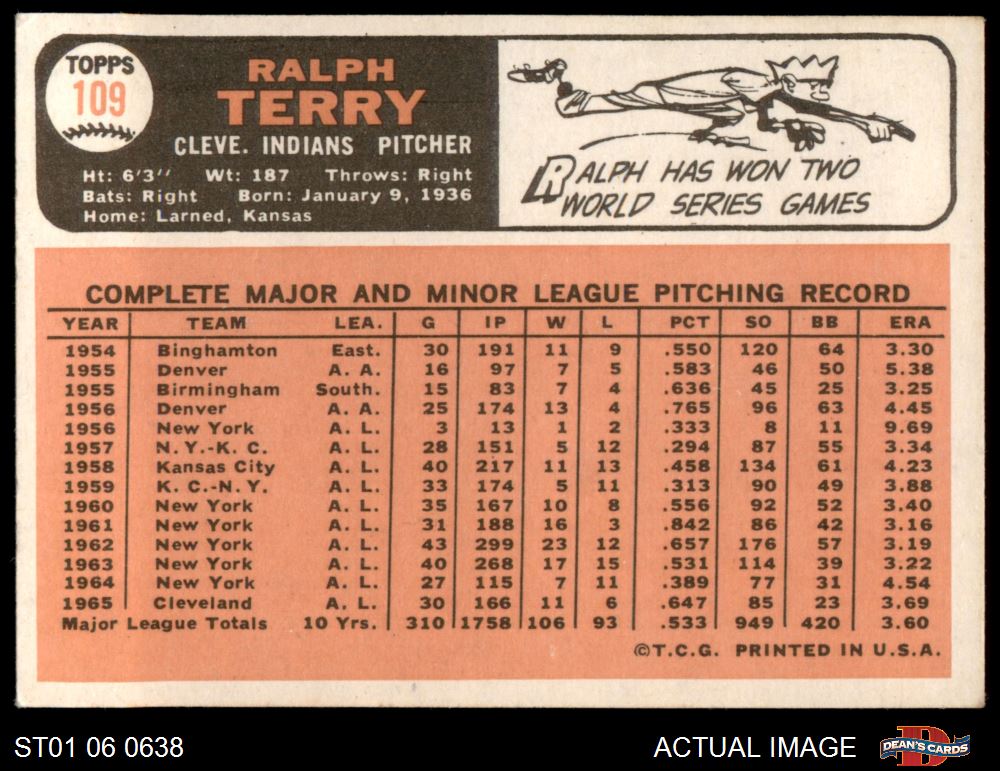 TOPPS
109
RALPH
TERRY
CLEVE. INDIANS PITCHER
Ht: 6'3" Wt: 187 Throws: Right
Bats: Right Born: January 9, 1936
Home: Larned, Kansas
RALPH HAS WON TWO
WORLD SERIES GAMES
COMPLETE MAJOR AND MINOR LEAGUE PITCHING RECORD
YEAR TEAM LEA. G IP W L PCT SO BB ERA
1954 Binghamton East. 30 191 11 9 .550 120 64 3.30
1955 Denver A. A. 16 97 7 5 .583 46 50 5.38
1955 Birmingham South. 15 83 7 4 .636 45 25 3.25
1956 Denver A. A. 25 174 13 4 .765 96 63 4.45
1956 New York A. L. 3 13 1 2 .333 8 11 9.69
1957 N.Y.-K. C. A. L. 28 151 5 12 .294 87 55 3.34
1958 Kansas City A. L. 40 217 11 13 .458 134 61 4.23
1959 K. C.-N. Y. A. L. 33 174 5 11 .313 90 49 3.88
1960 New York A. L. 35 167 10 8 .556 92 52 3.40
1961 New York A. L. 31 188 16 3 .842 86 42 3.16
1962 New York A. L. 43 299 23 12 .657 176 57 3.19
1963 New York A. L. 40 268 17 15 .531 114 39 3.22
1964 New York A. L. 27 115 7 11 .389 77 31 4.54
1965 Cleveland A. L. 30 166 11 6 .647 85 23 3.69
Major League Totals 10 Yrs. 310 1758 106 93 .533 949 420 3.60
©T.C.G. PRINTED IN U.S.A.
ST01 06 0638 ACTUAL IMAGE DEAN'S CARDS